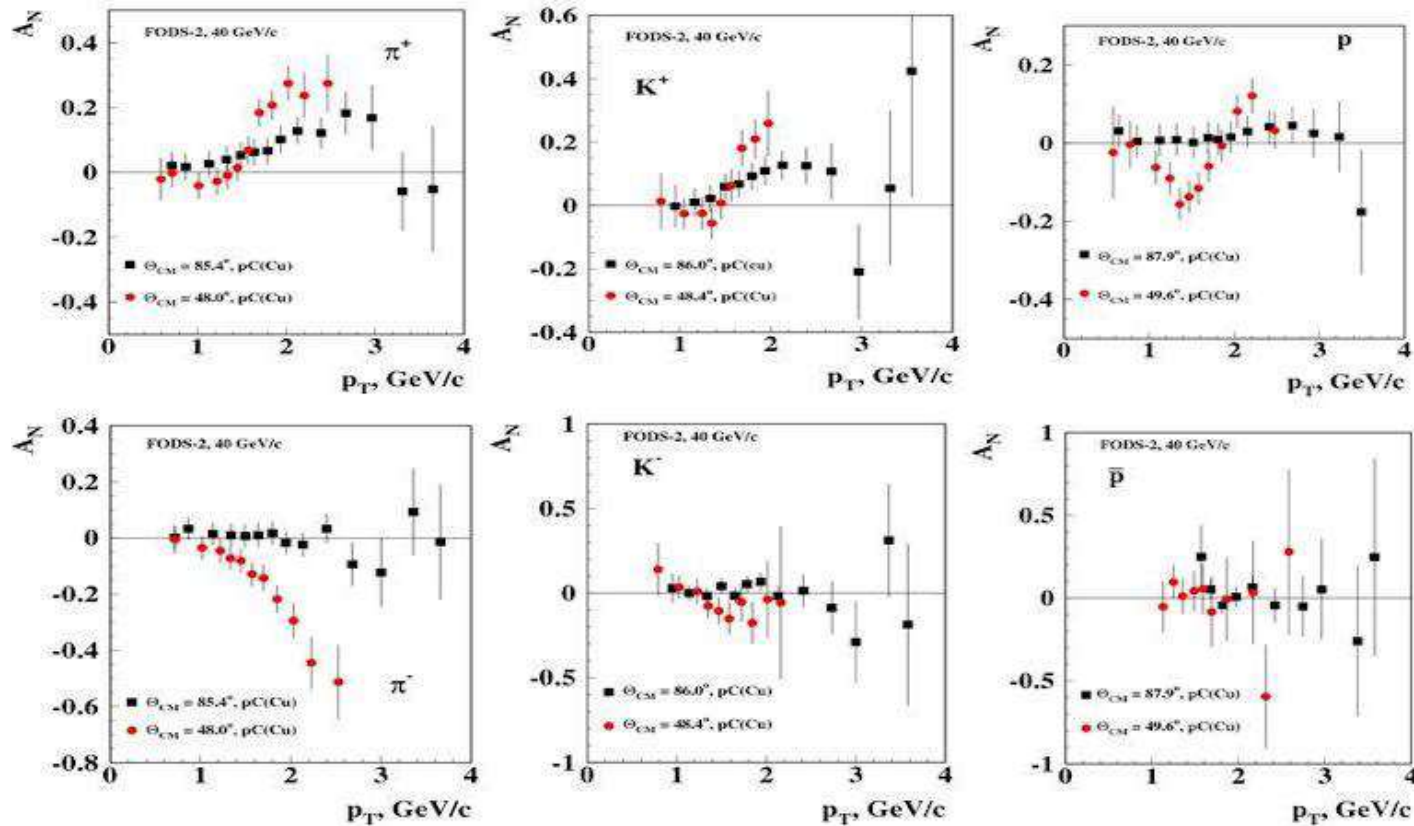 A_N
FODS-2, 40 GeV/c
π⁺
0.4
0.2
0
-0.2
-0.4
Θ_CM = 85.4°, pC(Cu)
Θ_CM = 48.0°, pC(Cu)
0 1 2 3 4
p_T, GeV/c
A_N
FODS-2, 40 GeV/c
K⁺
0.6
0.4
0.2
0
-0.2
-0.4
Θ_CM = 86.0°, pC(cu)
Θ_CM = 48.4°, pC(Cu)
0 1 2 3 4
p_T, GeV/c
A_N
FODS-2, 40 GeV/c
p
0.2
0
-0.2
-0.4
Θ_CM = 87.9°, pC(Cu)
Θ_CM = 49.6°, pC(Cu)
0 1 2 3 4
p_T, GeV/c
A_N
FODS-2, 40 GeV/c
0.4
0.2
0
-0.2
-0.4
-0.6
-0.8
π⁻
Θ_CM = 85.4°, pC(Cu)
Θ_CM = 48.0°, pC(Cu)
0 1 2 3 4
p_T, GeV/c
A_N
FODS-2, 40 GeV/c
K⁻
1
0.5
0
-0.5
-1
Θ_CM = 86.0°, pC(Cu)
Θ_CM = 48.4°, pC(Cu)
0 1 2 3 4
p_T, GeV/c
A_N
FODS-2, 40 GeV/c
p̅
1
0.5
0
-0.5
-1
Θ_CM = 87.9°, pC(Cu)
Θ_CM = 49.6°, pC(Cu)
0 1 2 3 4
p_T, GeV/c